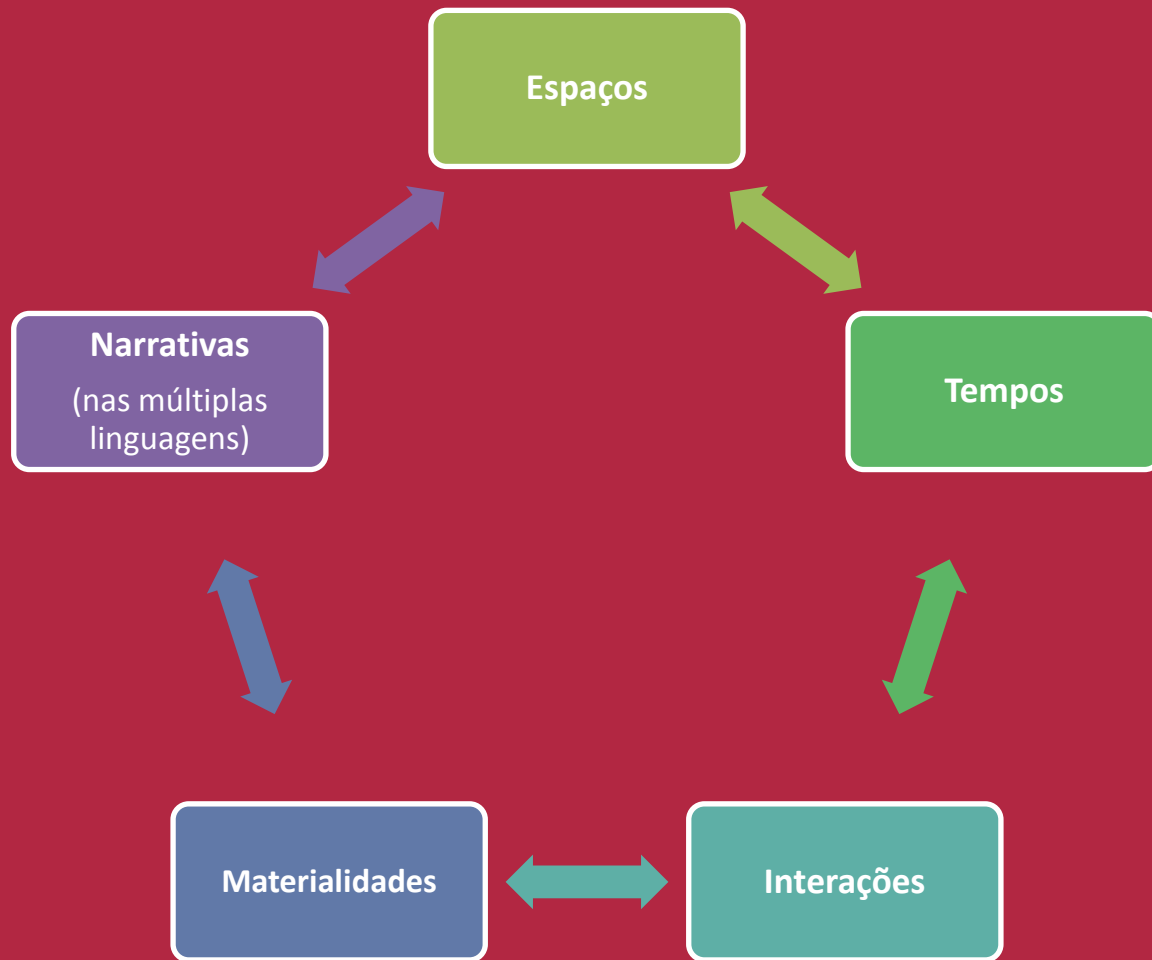 Espaços
Narrativas
(nas múltiplas
linguagens)
Tempos
Materialidades
Interações